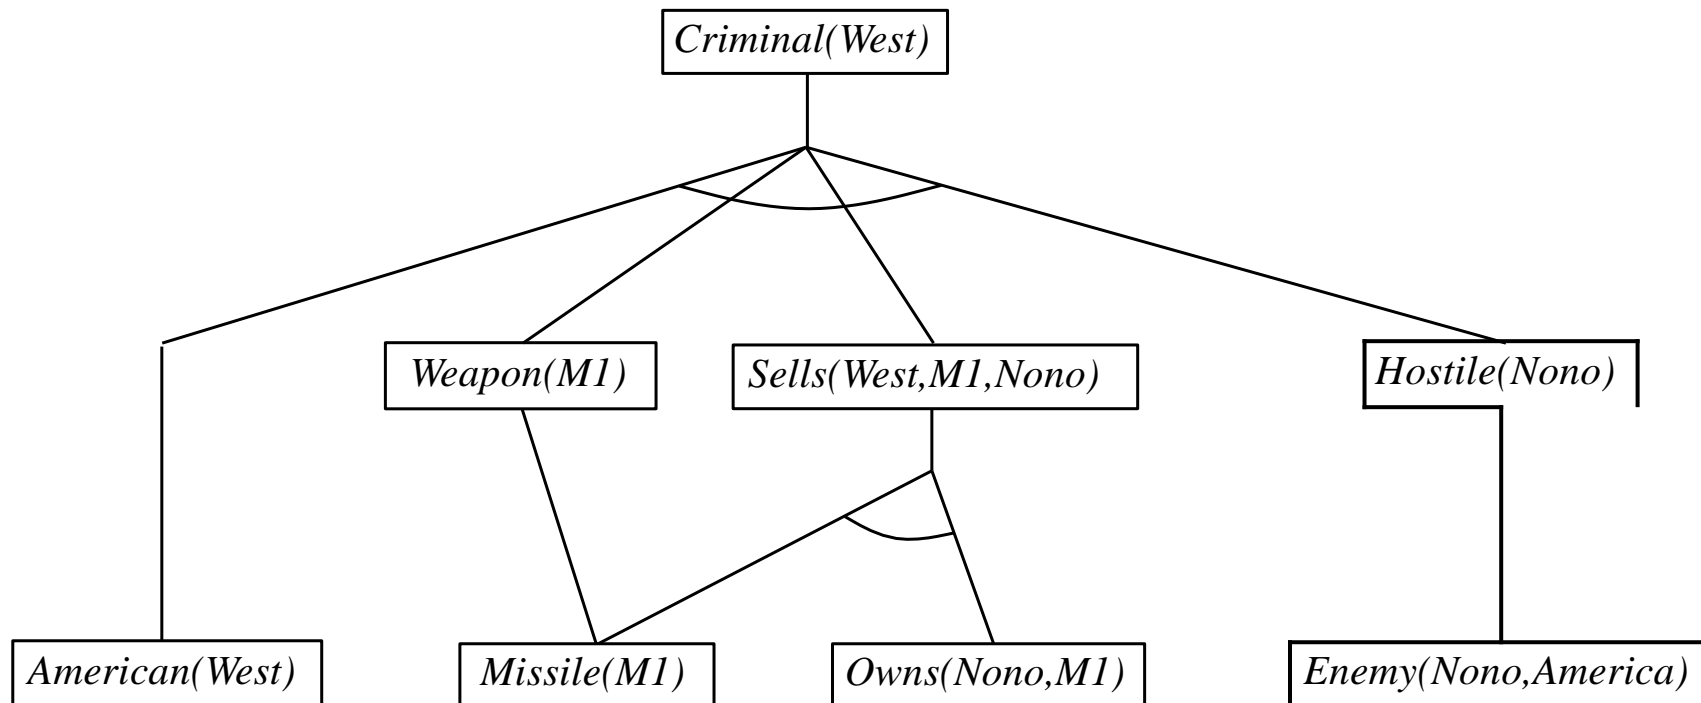 Criminal(West)
Weapon(M1)
Sells(West,M1,Nono)
Hostile(Nono)
American(West)
Missile(M1)
Owns(Nono,M1)
Enemy(Nono,America)